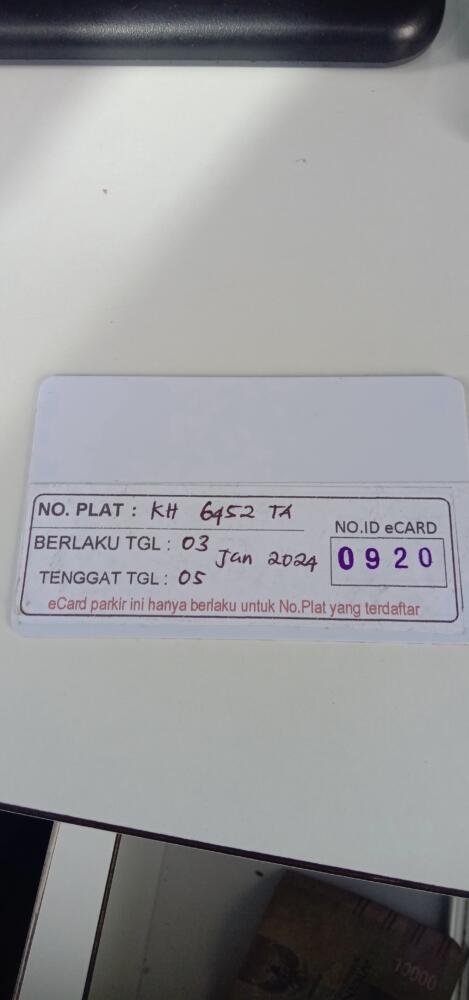 NO. PLAT : KH 6452 TA
NO.ID eCARD
BERLAKU TGL : 03 Jan 2024
0920
TENGGAT TGL : 05
eCard parkir ini hanya berlaku untuk No.Plat yang terdaftar
10000